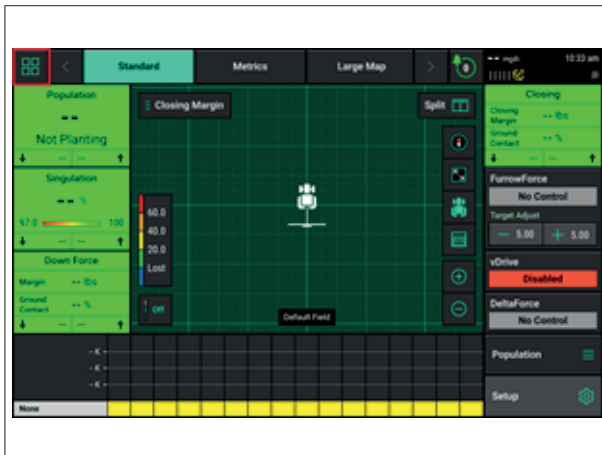 Standard
Metrics
Large Map
0
-- mph
10:33 am
Population
--
Not Planting
-- --
Singulation
-- %
97.0 100
-- --
Down Force
Margin -- lbs
Ground Contact -- %
-- --
Closing Margin
Split
60.0
40.0
20.0
Lost
Off
Default Field
Closing
Closing Margin -- lbs
Ground Contact -- %
-- --
FurrowForce
No Control
Target Adjust
− 5.00 + 5.00
vDrive
Disabled
DeltaForce
No Control
Population
Setup
- K -
- K -
- K -
None